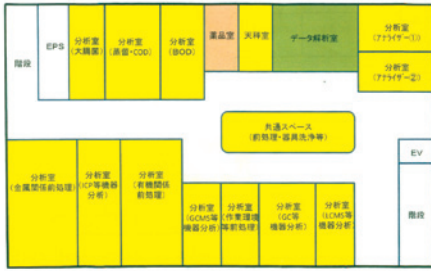 階段
EPS
分析室
(大腸菌)
分析室
(蒸留・COD)
分析室
(BOD)
薬品室
天秤室
データ解析室
分析室
(アナライザー①)
分析室
(アナライザー②)
共通スペース
(前処理・器具洗浄等)
EV
階段
分析室
(金属関係前処理)
分析室
(ICP等機器
分析)
分析室
(有機関係
前処理)
分析室
(GCMS等
機器分析)
分析室
(作業環境
等前処理)
分析室
(GC等
機器分析)
分析室
(LCMS等
機器分析)